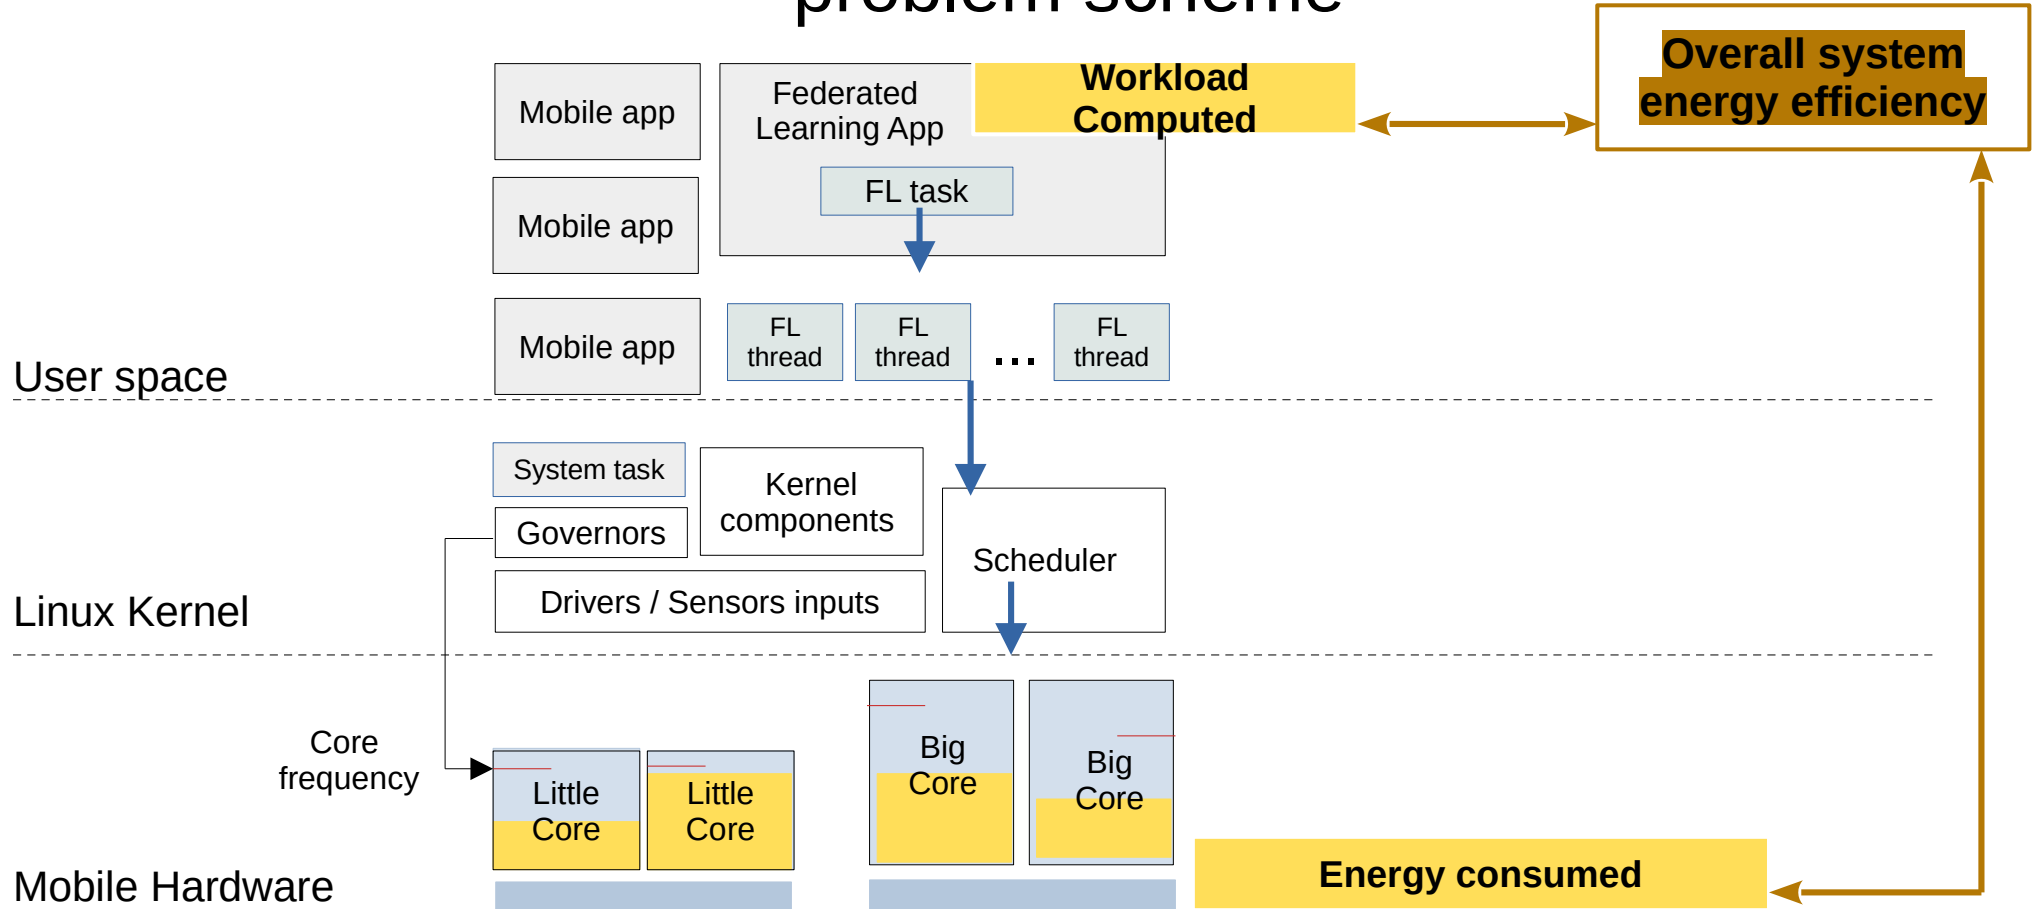 problem scheme
Overall system
energy efficiency
Workload
Computed
Federated
Learning App
Mobile app
FL task
Mobile app
Mobile app
FL
thread
FL
thread
...
FL
thread
User space
System task
Kernel
components
Governors
Scheduler
Drivers / Sensors inputs
Linux Kernel
Core
frequency
Little
Core
Little
Core
Big
Core
Big
Core
Energy consumed
Mobile Hardware